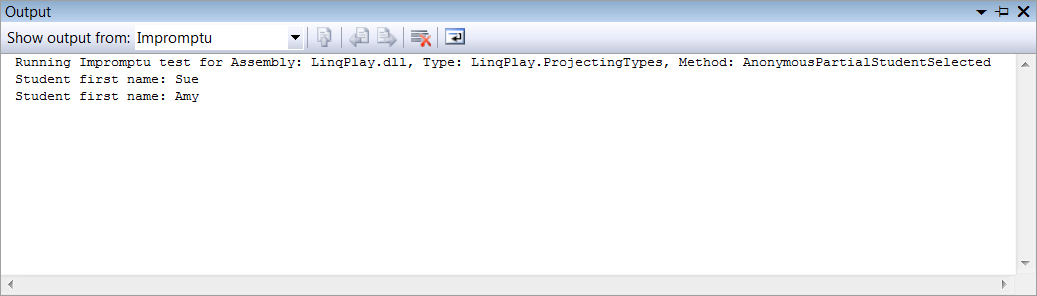 Output
Show output from: Impromptu
Running Impromptu test for Assembly: LinqPlay.dll, Type: LinqPlay.ProjectingTypes, Method: AnonymousPartialStudentSelected
Student first name: Sue
Student first name: Amy